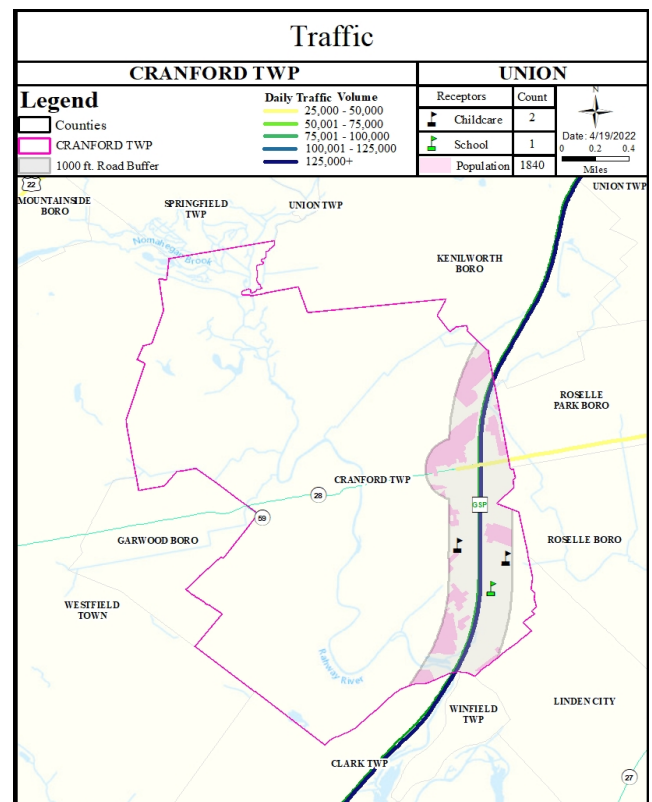 Traffic
CRANFORD TWP
UNION
Legend
Counties
CRANFORD TWP
1000 ft. Road Buffer
Daily Traffic Volume
25,000 - 50,000
50,001 - 75,000
75,001 - 100,000
100,001 - 125,000
125,000+
Receptors Count
Childcare 2
School 1
Population 1840
N
Date: 4/19/2022
0 0.2 0.4
Miles
22
MOUNTAINSIDE
BORO
SPRINGFIELD
TWP
UNION TWP
UNION TWP
Nomahegan Brook
KENILWORTH
BORO
ROSELLE
PARK BORO
CRANFORD TWP
28
GSP
59
GARWOOD BORO
ROSELLE BORO
WESTFIELD
TOWN
Rahway River
WINFIELD
TWP
LINDEN CITY
CLARK TWP
27